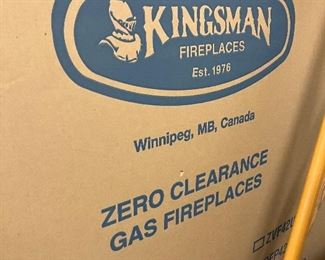 KINGSMAN
FIREPLACES
Est. 1976
Winnipeg, MB, Canada
ZERO CLEARANCE
GAS FIREPLACES